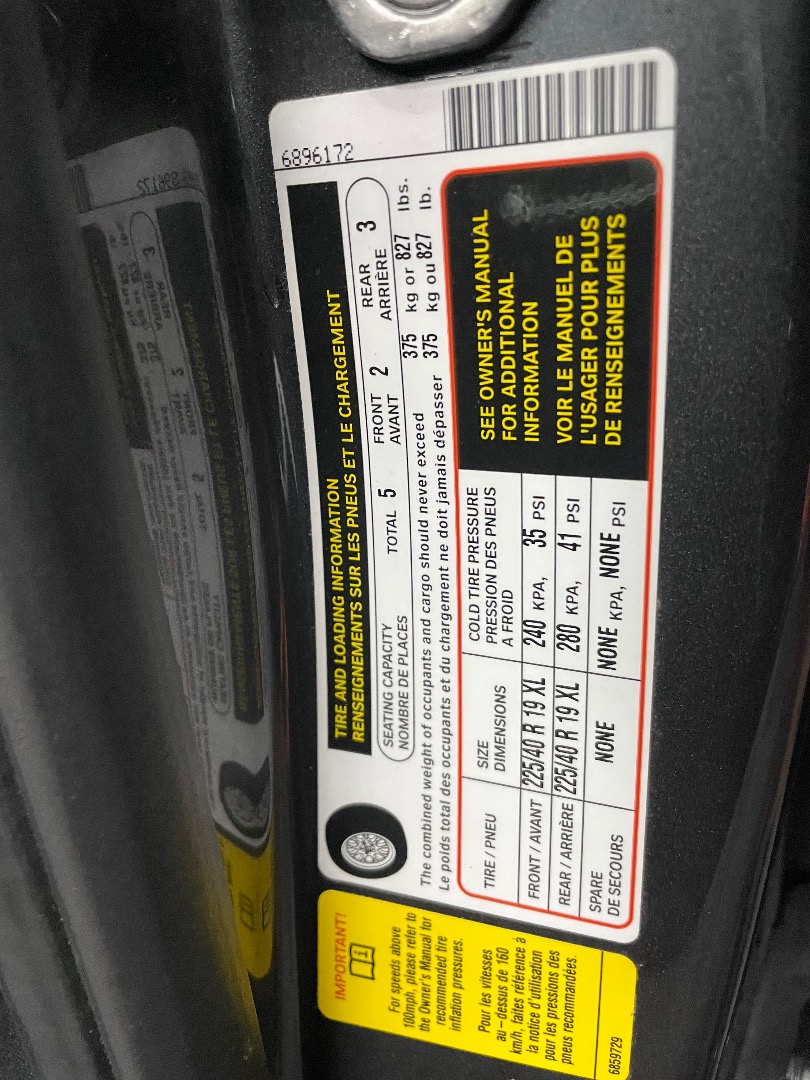 6896172
TIRE AND LOADING INFORMATION
RENSEIGNEMENTS SUR LES PNEUS ET LE CHARGEMENT
SEATING CAPACITY
NOMBRE DE PLACES
TOTAL 5
FRONT
AVANT 2
REAR
ARRIÈRE 3
The combined weight of occupants and cargo should never exceed 375 kg or 827 lbs.
Le poids total des occupants et du chargement ne doit jamais dépasser 375 kg ou 827 lb.
TIRE / PNEU
SIZE
DIMENSIONS
COLD TIRE PRESSURE
PRESSION DES PNEUS
A FROID
FRONT / AVANT 225/40 R 19 XL 240 KPA, 35 PSI
REAR / ARRIÈRE 225/40 R 19 XL 280 KPA, 41 PSI
SPARE
DE SECOURS
NONE NONE KPA, NONE PSI
SEE OWNER'S MANUAL
FOR ADDITIONAL
INFORMATION
VOIR LE MANUEL DE
L'USAGER POUR PLUS
DE RENSEIGNEMENTS
IMPORTANT!
For speeds above
100mph, please refer to
the Owner's Manual for
recommended tire
inflation pressures.
Pour les vitesses
au – dessus de 160
km/h, faites référence à
la notice d'utilisation
pour les pressions des
pneus recommandées.
6859729